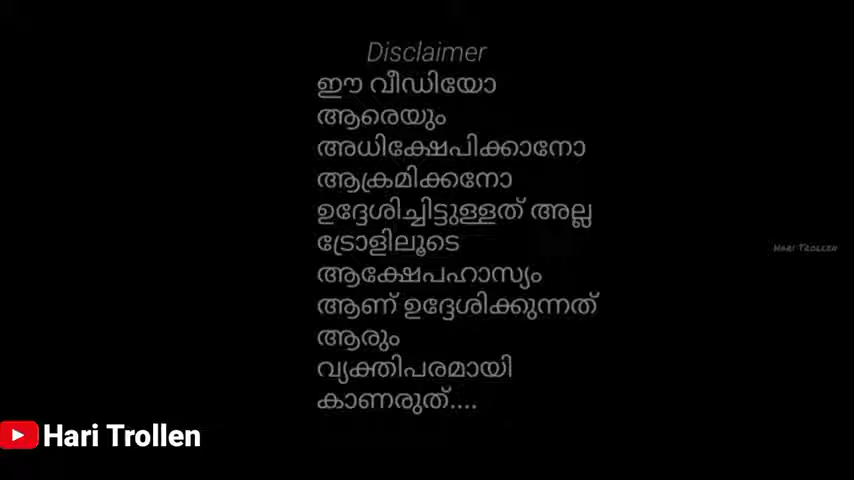 Disclaimer
ഈ വീഡിയോ
ആരെയും
അധിക്ഷേപിക്കാനോ
ആക്രമിക്കനോ
ഉദ്ദേശിച്ചിട്ടുള്ളത് അല്ല
ട്രോളിലൂടെ
ആക്ഷേപഹാസ്യം
ആണ് ഉദ്ദേശിക്കുന്നത്
ആരും
വ്യക്തിപരമായി
കാണരുത്....
Hari Trollen
Hari Trollen